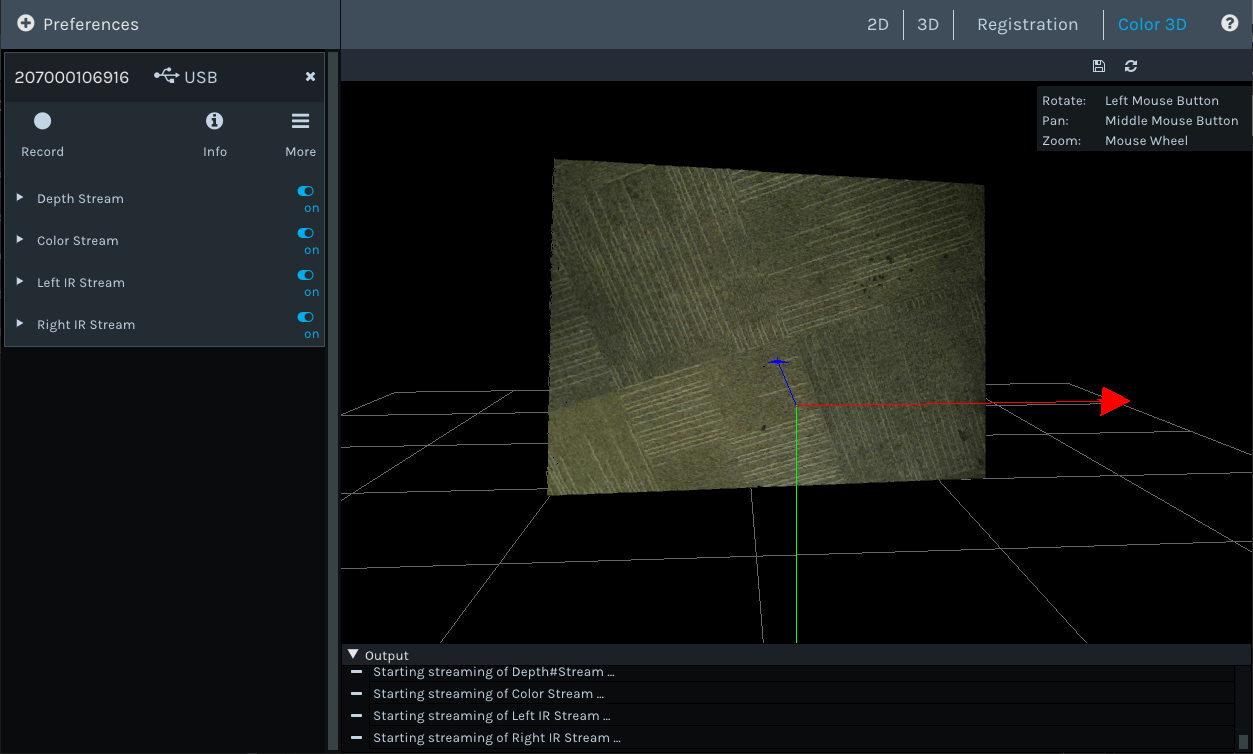 Preferences
2D 3D Registration Color 3D
207000106916 USB
Record Info More
Depth Stream on
Color Stream on
Left IR Stream on
Right IR Stream on
Rotate: Left Mouse Button
Pan: Middle Mouse Button
Zoom: Mouse Wheel
Output
Starting streaming of Depth#Stream ...
Starting streaming of Color Stream ...
Starting streaming of Left IR Stream ...
Starting streaming of Right IR Stream ...